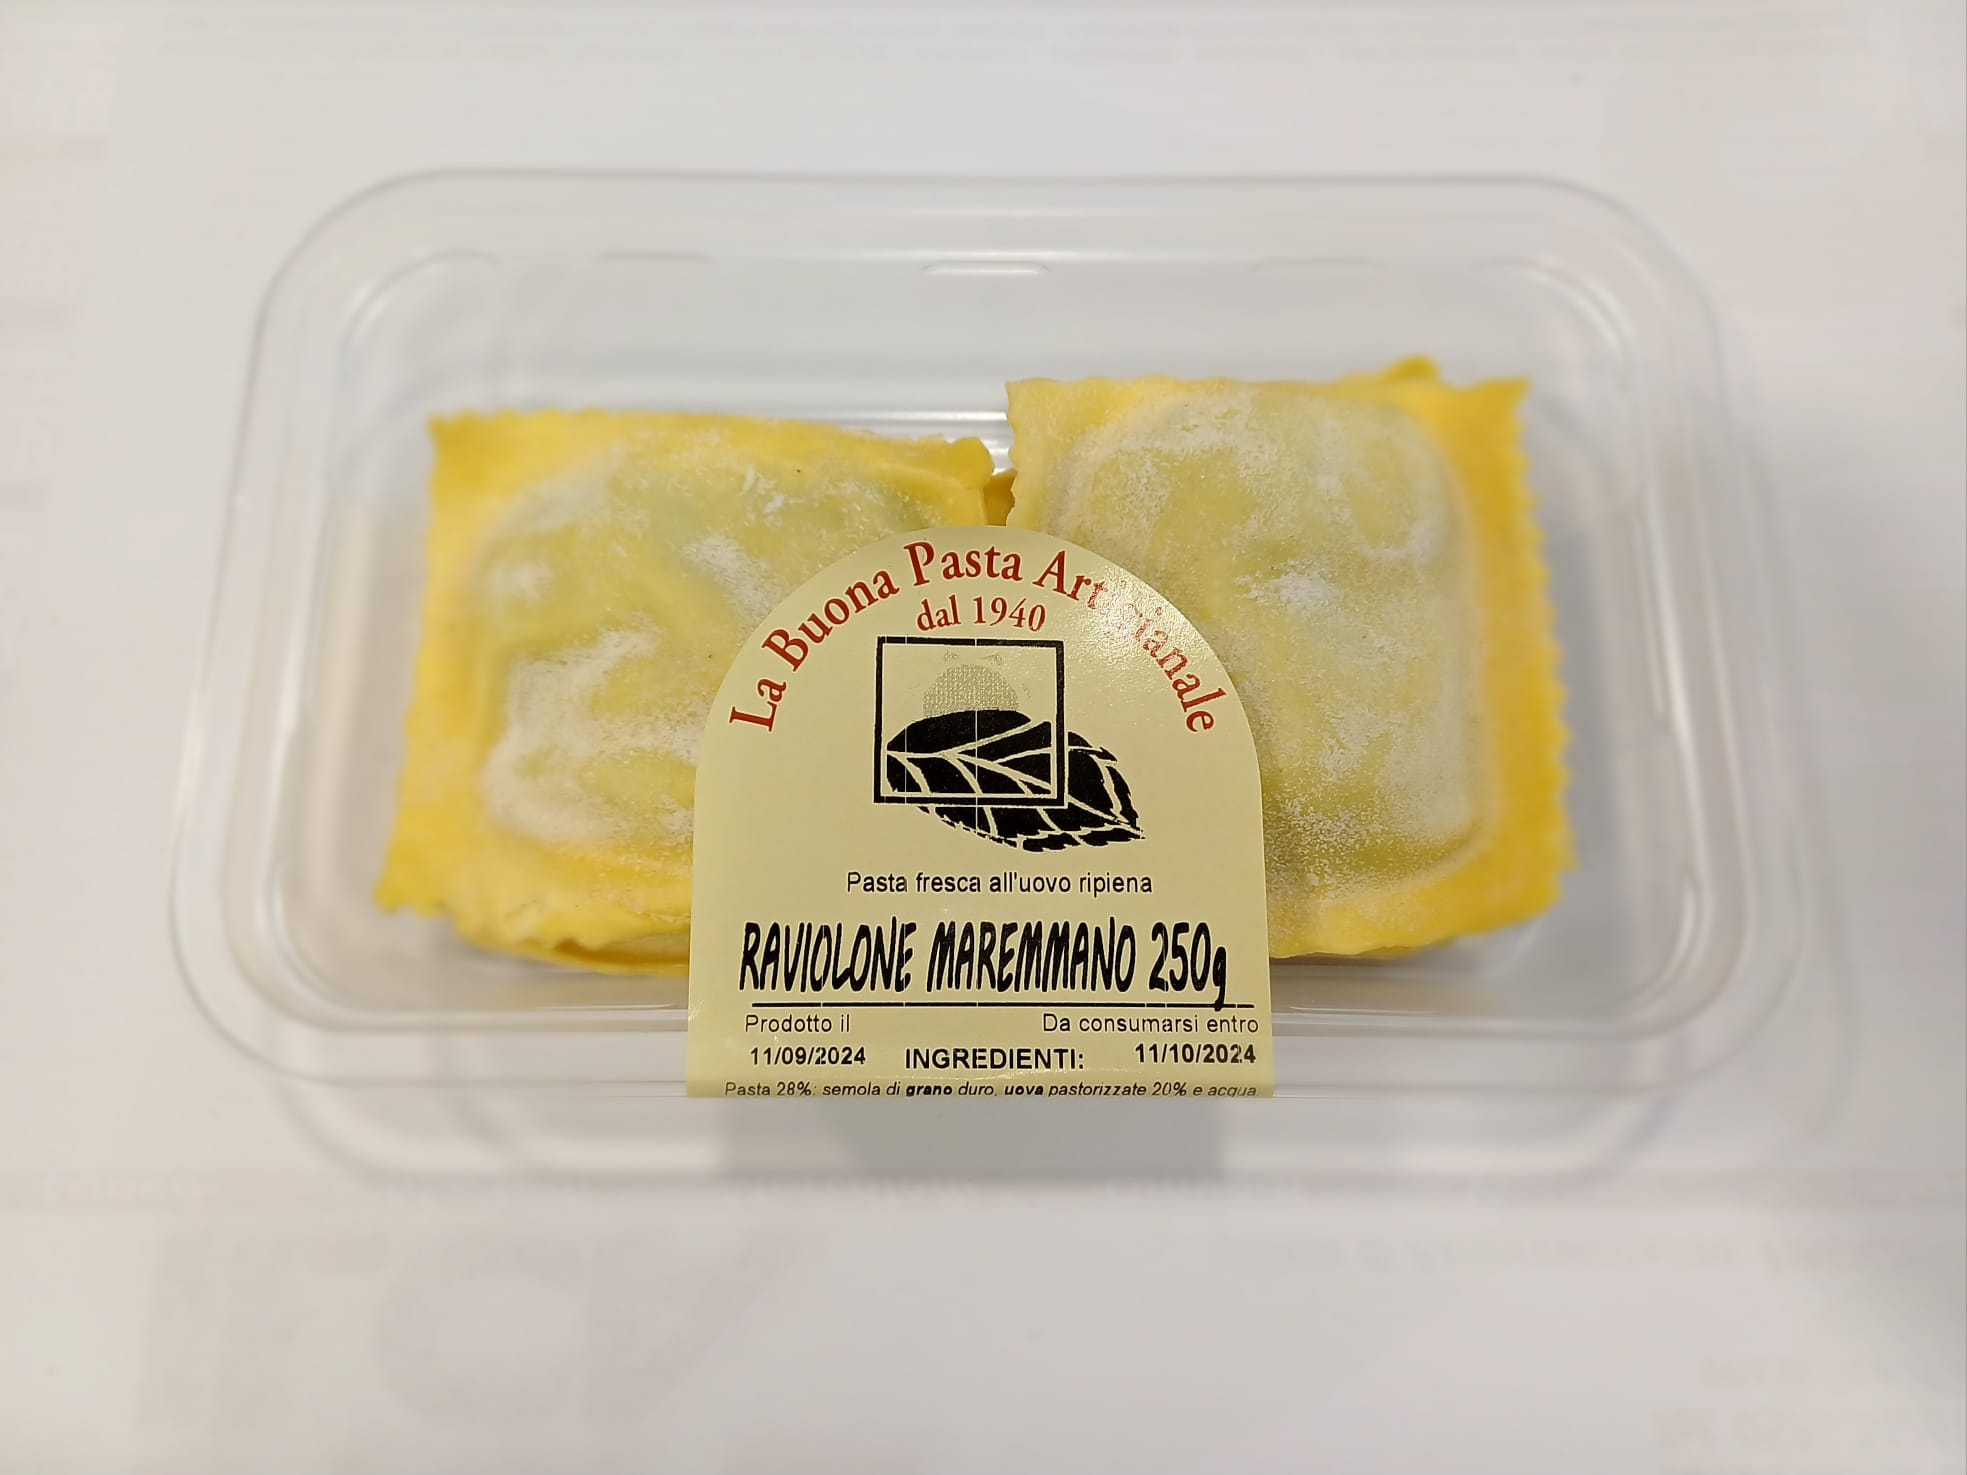 La Buona Pasta Artigianale
dal 1940
Pasta fresca all'uovo ripiena
RAVIOLONE MAREMMANO 250g
Prodotto il Da consumarsi entro
11/09/2024 INGREDIENTI: 11/10/2024
Pasta 28%: semola di grano duro, uova pastorizzate 20% e acqua.